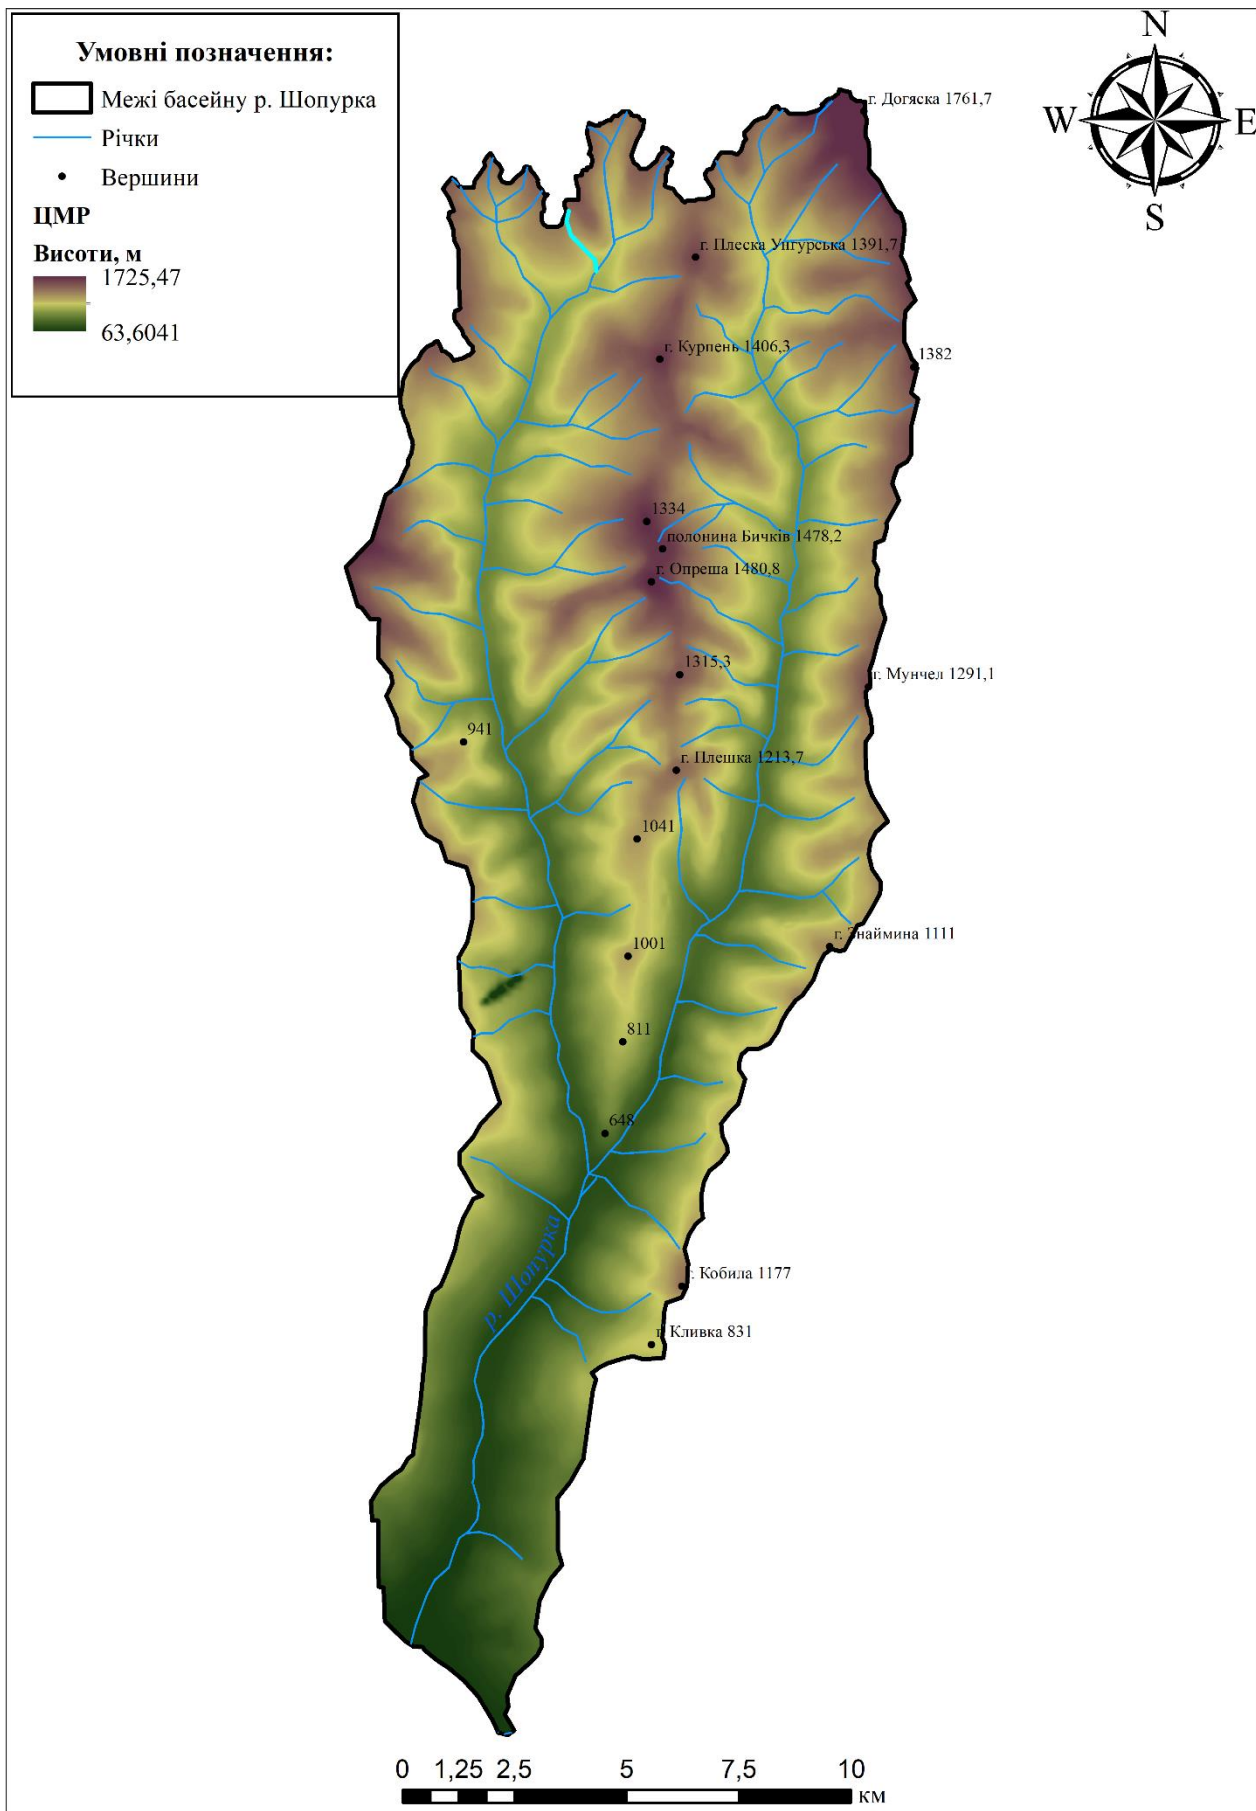 Умовні позначення:
Межі басейну р. Шопурка
Річки
Вершини
ЦМР
Висоти, м
1725,47
63,6041
N
W
E
S
г. Догяска 1761,7
г. Плеска Унгурська 1391,7
г. Курпень 1406,3
1382
1334
полонина Бичків 1478,2
г. Опреша 1480,8
1315,3
г. Мунчел 1291,1
941
г. Плешка 1213,7
1041
г. Знаймина 1111
1001
811
648
р. Шопурка
г. Кобила 1177
г. Кливка 831
0 1,25 2,5 5 7,5 10
км